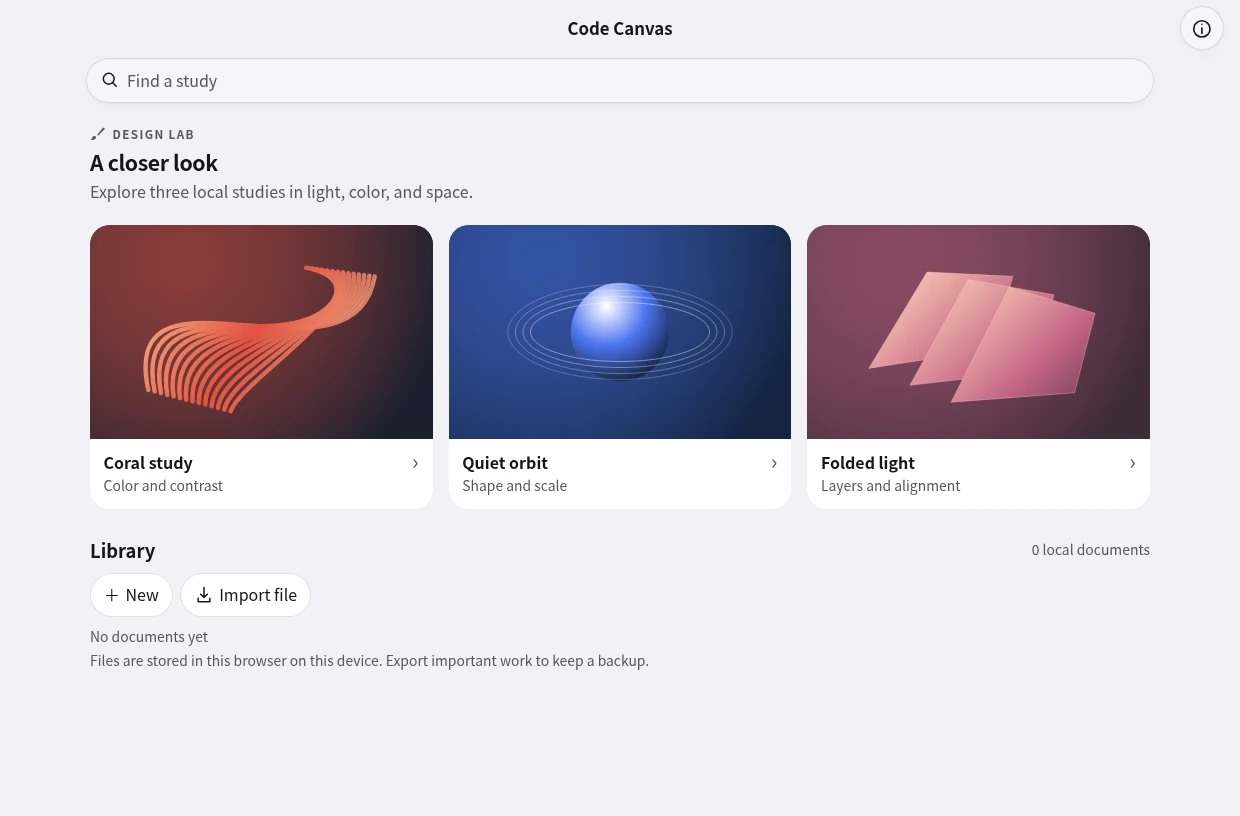 Code Canvas
Find a study
DESIGN LAB
A closer look
Explore three local studies in light, color, and space.
Coral study
Color and contrast
Quiet orbit
Shape and scale
Folded light
Layers and alignment
Library
0 local documents
New
Import file
No documents yet
Files are stored in this browser on this device. Export important work to keep a backup.